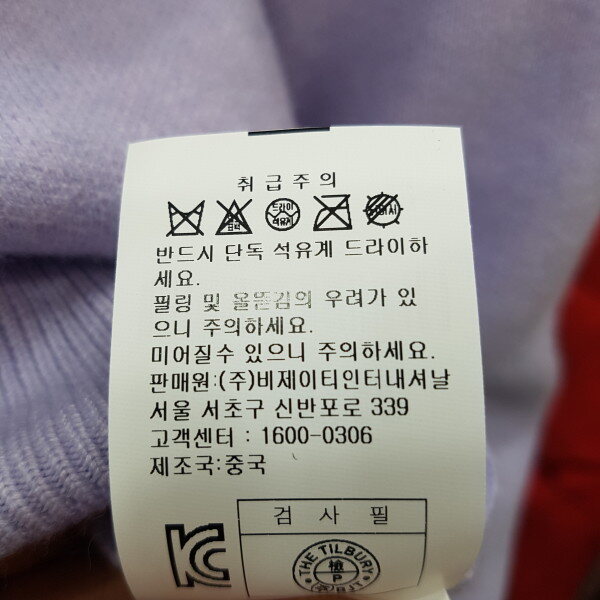 취급주의
드라이
석유계
반드시 단독 석유계 드라이하
세요.
필링 및 올뜯김의 우려가 있
으니 주의하세요.
미어질수 있으니 주의하세요.
판매원:(주)비제이티인터내셔날
서울 서초구 신반포로 339
고객센터 : 1600-0306
제조국:중국
검 사 필
THE TILBURY
檢
P
BJT